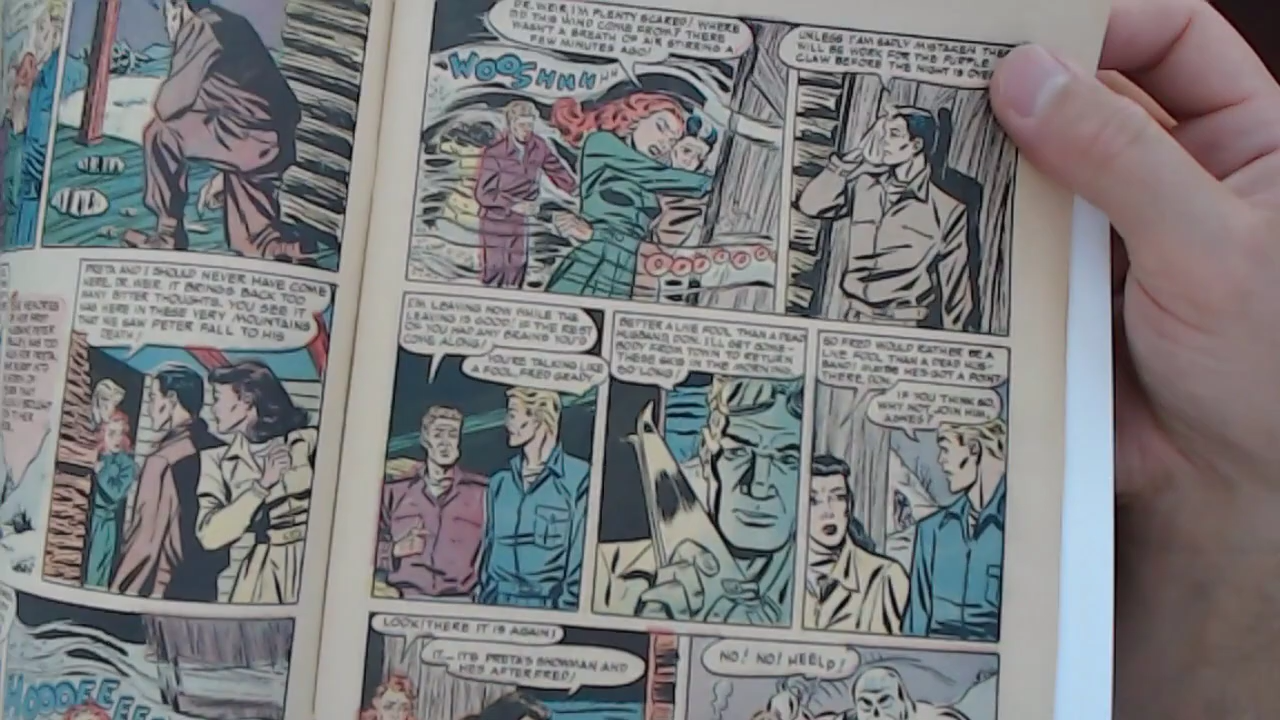 PRETA AND I SHOULD NEVER HAVE COME
HERE, DR. WEIR. IT BRINGS BACK TOO
MANY BITTER THOUGHTS. YOU SEE IT
WAS HERE IN THESE VERY MOUNTAINS
THAT WE SAW PETER FALL TO HIS
DEATH!
HOOOFEEEE
DR. WEIR, I'M PLENTY SCARED! WHERE
DID THIS WIND COME FROM? THERE
WASN'T A BREATH OF AIR STIRRING A
FEW MINUTES AGO!
WOOSHHHH
UNLESS I AM SADLY MISTAKEN
WILL BE WORK FOR THE PURPLE
CLAW BEFORE THE NIGHT IS
I'M LEAVING NOW WHILE THE
LEAVING IS GOOD! IF THE REST
OF YOU HAD ANY BRAINS YOU'D
COME ALONG!
YOU'RE TALKING LIKE
A FOOL, FRED GRADY
BETTER A LIVE FOOL THAN A DEAD
HUSBAND, DON. I'LL GET SOME-
BODY FROM TOWN TO RETURN
THESE SKIS IN THE MORNING.
SO LONG!
SO FRED WOULD RATHER BE A
LIVE FOOL THAN A DEAD HUS-
BAND! MAYBE HE'S GOT A POINT
THERE, DON.
IF YOU THINK SO,
WHY NOT JOIN HIM,
AGNES?
LOOK! THERE IT IS AGAIN!
IT... IT'S PRETA'S SNOWMAN AND
HE'S AFTER FRED!
NO! NO! HEELP!